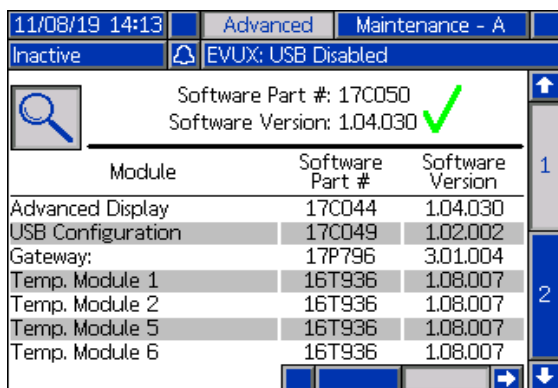 11/08/19 14:13 Advanced Maintenance - A
Inactive EVUX: USB Disabled
Software Part #: 17C050
Software Version: 1.04.030
Module Software Part # Software Version
Advanced Display 17C044 1.04.030
USB Configuration 17C049 1.02.002
Gateway: 17P796 3.01.004
Temp. Module 1 16T936 1.08.007
Temp. Module 2 16T936 1.08.007
Temp. Module 5 16T936 1.08.007
Temp. Module 6 16T936 1.08.007
1
2